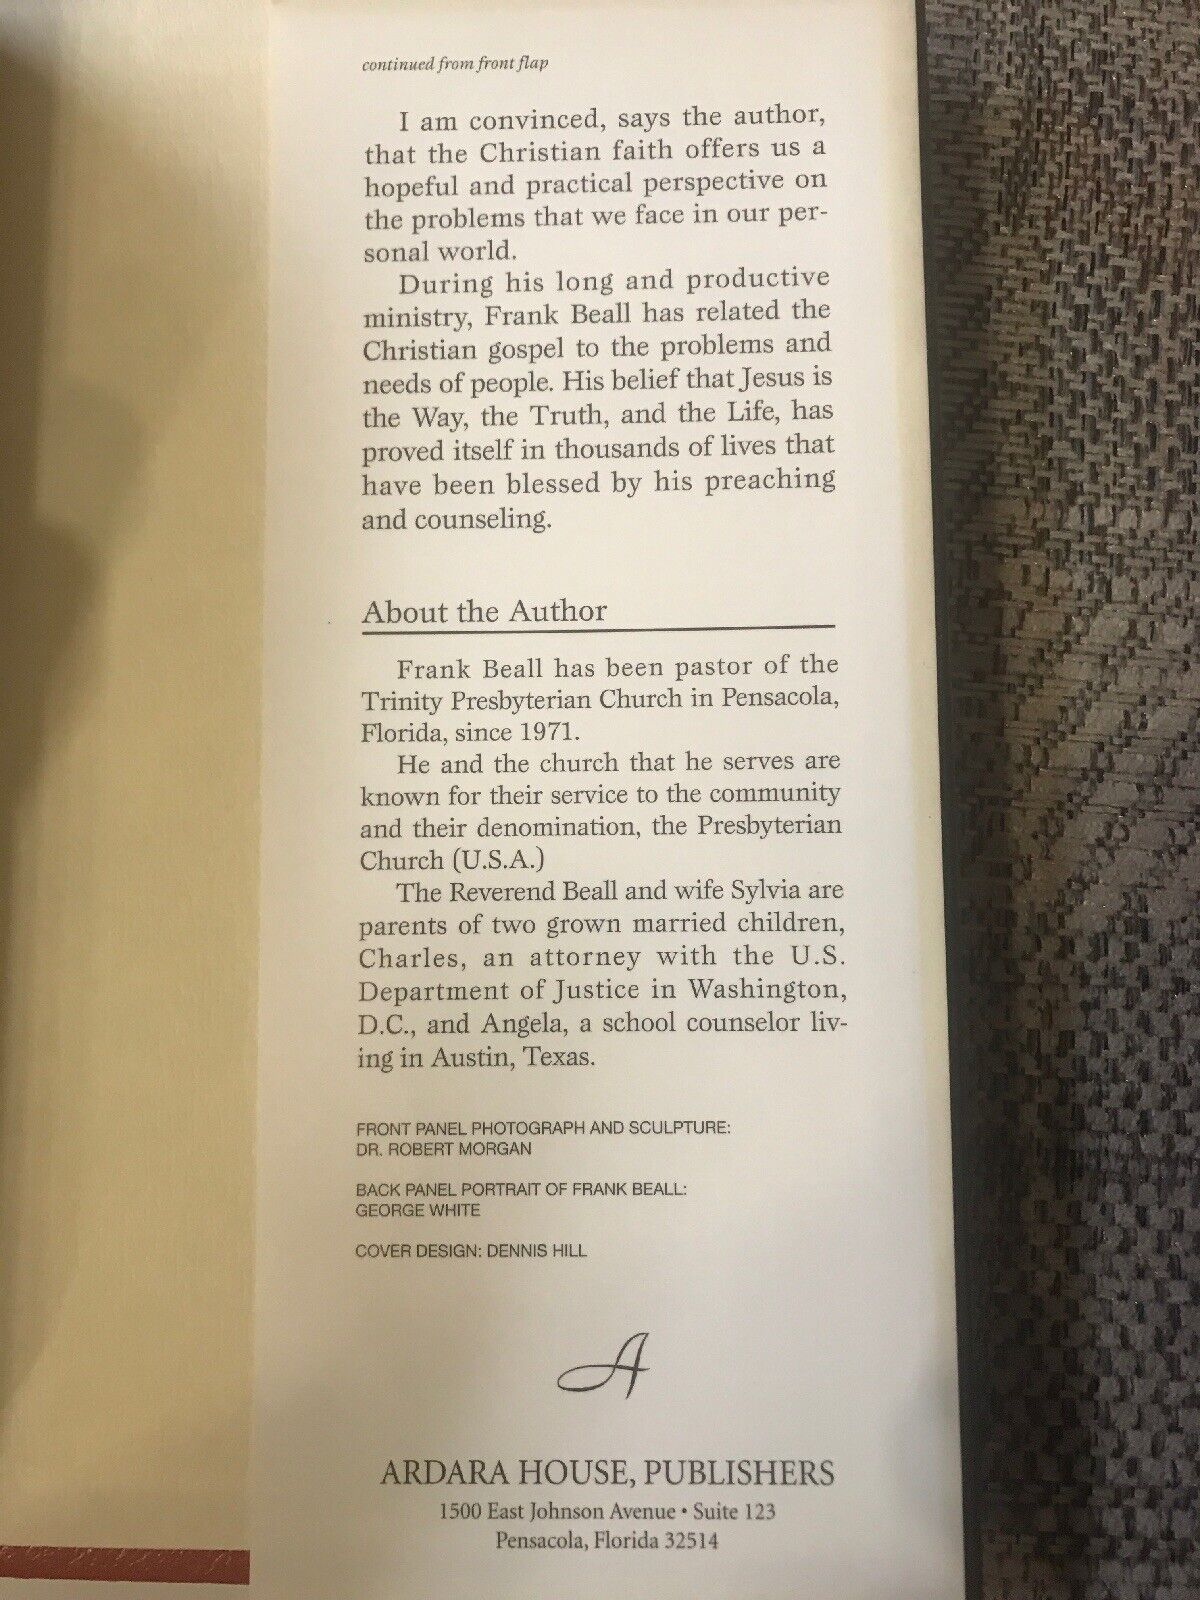 continued from front flap
I am convinced, says the author,
that the Christian faith offers us a
hopeful and practical perspective on
the problems that we face in our per-
sonal world.
During his long and productive
ministry, Frank Beall has related the
Christian gospel to the problems and
needs of people. His belief that Jesus is
the Way, the Truth, and the Life, has
proved itself in thousands of lives that
have been blessed by his preaching
and counseling.
About the Author
Frank Beall has been pastor of the
Trinity Presbyterian Church in Pensacola,
Florida, since 1971.
He and the church that he serves are
known for their service to the community
and their denomination, the Presbyterian
Church (U.S.A.)
The Reverend Beall and wife Sylvia are
parents of two grown married children,
Charles, an attorney with the U.S.
Department of Justice in Washington,
D.C., and Angela, a school counselor liv-
ing in Austin, Texas.
FRONT PANEL PHOTOGRAPH AND SCULPTURE:
DR. ROBERT MORGAN
BACK PANEL PORTRAIT OF FRANK BEALL:
GEORGE WHITE
COVER DESIGN: DENNIS HILL
A
ARDARA HOUSE, PUBLISHERS
1500 East Johnson Avenue • Suite 123
Pensacola, Florida 32514